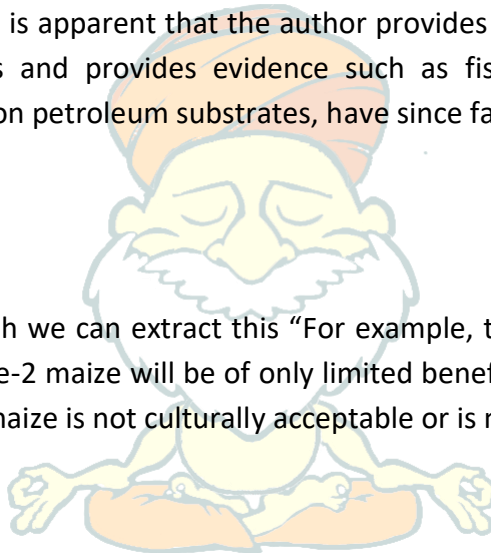 is apparent that the author provides
s and provides evidence such as fis
on petroleum substrates, have since fa
h we can extract this “For example, t
e-2 maize will be of only limited benef
naize is not culturally acceptable or is n